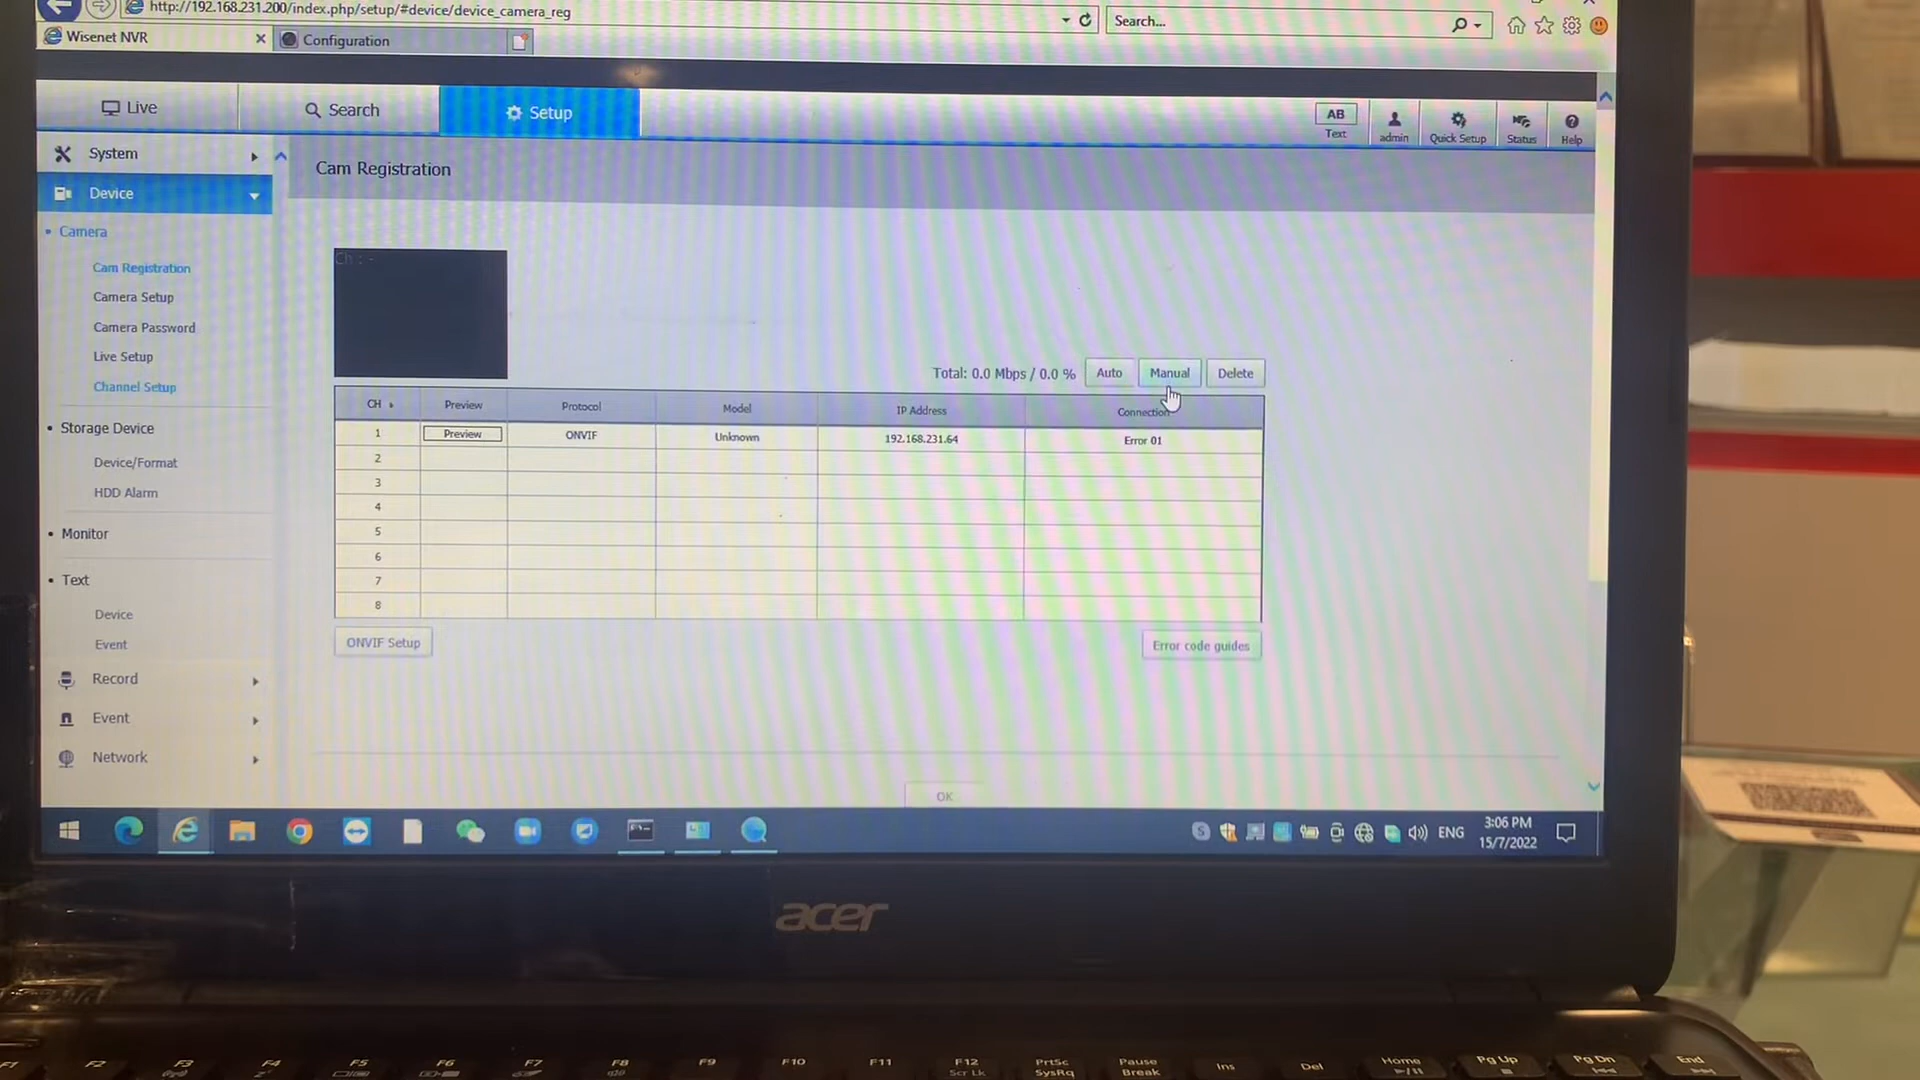 http://192.168.231.200/index.php/setup/#device/device_camera_reg
Search...
Wisenet NVR
Configuration
Live
Search
Setup
AB
Text
admin
Quick Setup
Status
Help
System
Device
Camera
Cam Registration
Camera Setup
Camera Password
Live Setup
Channel Setup
Storage Device
Device/Format
HDD Alarm
Monitor
Text
Device
Event
Record
Event
Network
Cam Registration
Ch : -
Total: 0.0 Mbps / 0.0 %
Auto
Manual
Delete
CH Preview Protocol Model IP Address Connection
1 Preview ONVIF Unknown 192.168.231.64 Error 01
2
3
4
5
6
7
8
ONVIF Setup
Error code guides
OK
ENG
3:06 PM
15/7/2022
acer
F1 F2 F3 F4 F5 F6 F7 F8 F9 F10 F11 F12 PrtSc Pause Ins Del Home Pg Up Pg Dn End
Scr Lk SysRq Break